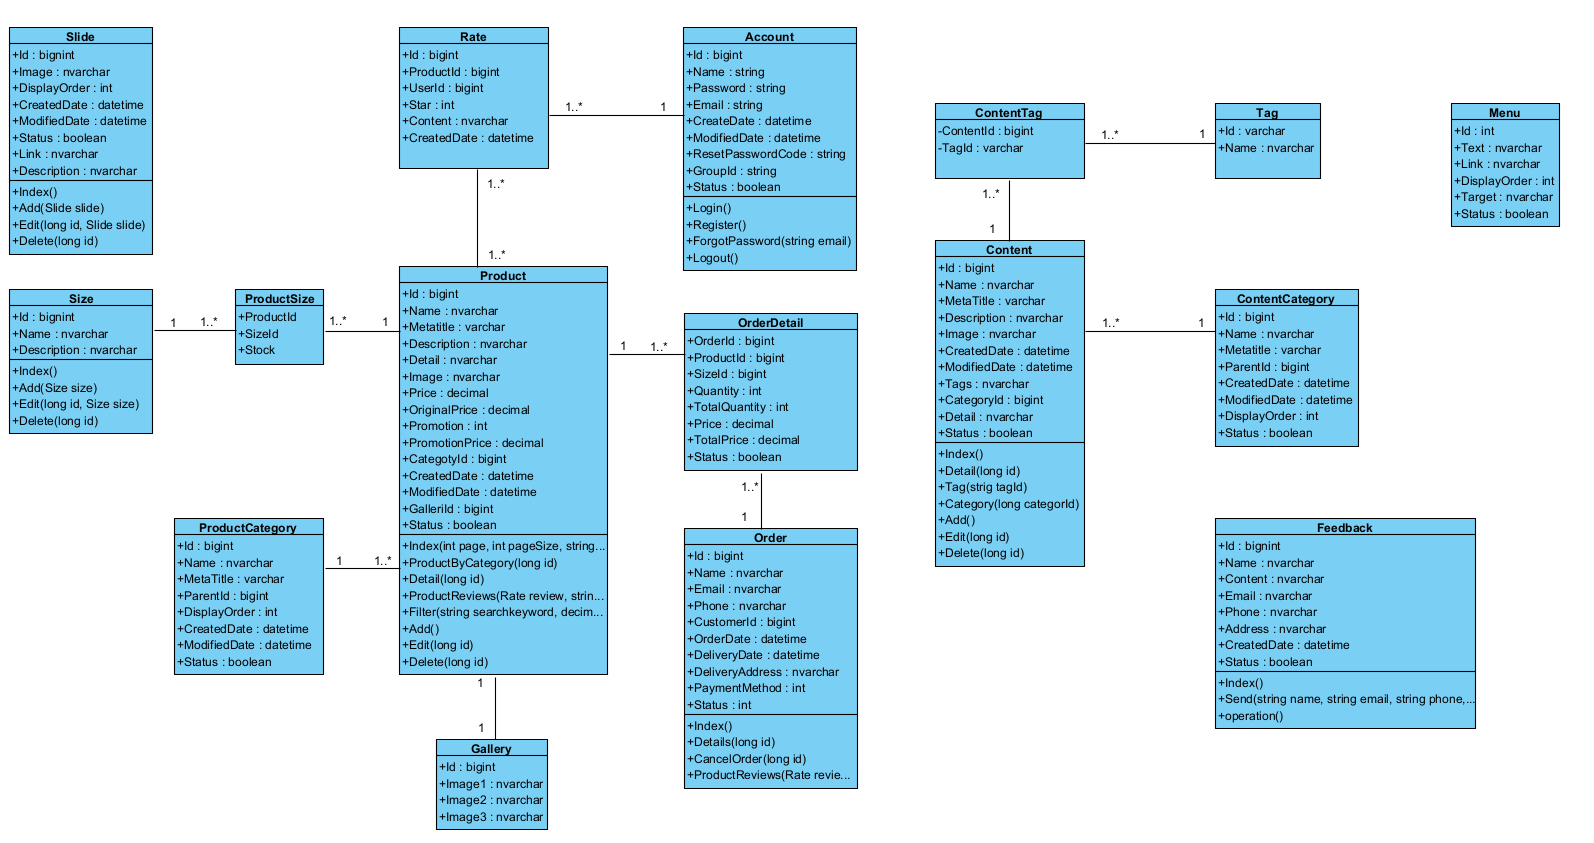 Slide
+Id : bignint
+Image : nvarchar
+DisplayOrder : int
+CreatedDate : datetime
+ModifiedDate : datetime
+Status : boolean
+Link : nvarchar
+Description : nvarchar
+Index()
+Add(Slide slide)
+Edit(long id, Slide slide)
+Delete(long id)
Rate
+Id : bigint
+ProductId : bigint
+UserId : bigint
+Star : int
+Content : nvarchar
+CreatedDate : datetime
1..*
1
1..*
1..*
Account
+Id : bigint
+Name : string
+Password : string
+Email : string
+CreateDate : datetime
+ModifiedDate : datetime
+ResetPasswordCode : string
+GroupId : string
+Status : boolean
+Login()
+Register()
+ForgotPassword(string email)
+Logout()
ContentTag
-ContentId : bigint
-TagId : varchar
1..*
1
1..*
1
Tag
+Id : varchar
+Name : nvarchar
Menu
+Id : int
+Text : nvarchar
+Link : nvarchar
+DisplayOrder : int
+Target : nvarchar
+Status : boolean
Size
+Id : bignint
+Name : nvarchar
+Description : nvarchar
+Index()
+Add(Size size)
+Edit(long id, Size size)
+Delete(long id)
1
1..*
ProductSize
+ProductId
+SizeId
+Stock
1..*
1
Product
+Id : bigint
+Name : nvarchar
+Metatitle : varchar
+Description : nvarchar
+Detail : nvarchar
+Image : nvarchar
+Price : decimal
+OriginalPrice : decimal
+Promotion : int
+PromotionPrice : decimal
+CategotyId : bigint
+CreatedDate : datetime
+ModifiedDate : datetime
+GalleriId : bigint
+Status : boolean
+Index(int page, int pageSize, string...
+ProductByCategory(long id)
+Detail(long id)
+ProductReviews(Rate review, strin...
+Filter(string searchkeyword, decim...
+Add()
+Edit(long id)
+Delete(long id)
1
1..*
OrderDetail
+OrderId : bigint
+ProductId : bigint
+SizeId : bigint
+Quantity : int
+TotalQuantity : int
+Price : decimal
+TotalPrice : decimal
+Status : boolean
1..*
1
Order
+Id : bigint
+Name : nvarchar
+Email : nvarchar
+Phone : nvarchar
+CustomerId : bigint
+OrderDate : datetime
+DeliveryDate : datetime
+DeliveryAddress : nvarchar
+PaymentMethod : int
+Status : int
+Index()
+Details(long id)
+CancelOrder(long id)
+ProductReviews(Rate revie...
Content
+Id : bigint
+Name : nvarchar
+MetaTitle : varchar
+Description : nvarchar
+Image : nvarchar
+CreatedDate : datetime
+ModifiedDate : datetime
+Tags : nvarchar
+CategoryId : bigint
+Detail : nvarchar
+Status : boolean
+Index()
+Detail(long id)
+Tag(strig tagId)
+Category(long categorId)
+Add()
+Edit(long id)
+Delete(long id)
1..*
1
ContentCategory
+Id : bigint
+Name : nvarchar
+Metatitle : varchar
+ParentId : bigint
+CreatedDate : datetime
+ModifiedDate : datetime
+DisplayOrder : int
+Status : boolean
ProductCategory
+Id : bigint
+Name : nvarchar
+MetaTitle : varchar
+ParentId : bigint
+DisplayOrder : int
+CreatedDate : datetime
+ModifiedDate : datetime
+Status : boolean
1
1..*
1
1
Gallery
+Id : bigint
+Image1 : nvarchar
+Image2 : nvarchar
+Image3 : nvarchar
Feedback
+Id : bignint
+Name : nvarchar
+Content : nvarchar
+Email : nvarchar
+Phone : nvarchar
+Address : nvarchar
+CreatedDate : datetime
+Status : boolean
+Index()
+Send(string name, string email, string phone,...
+operation()